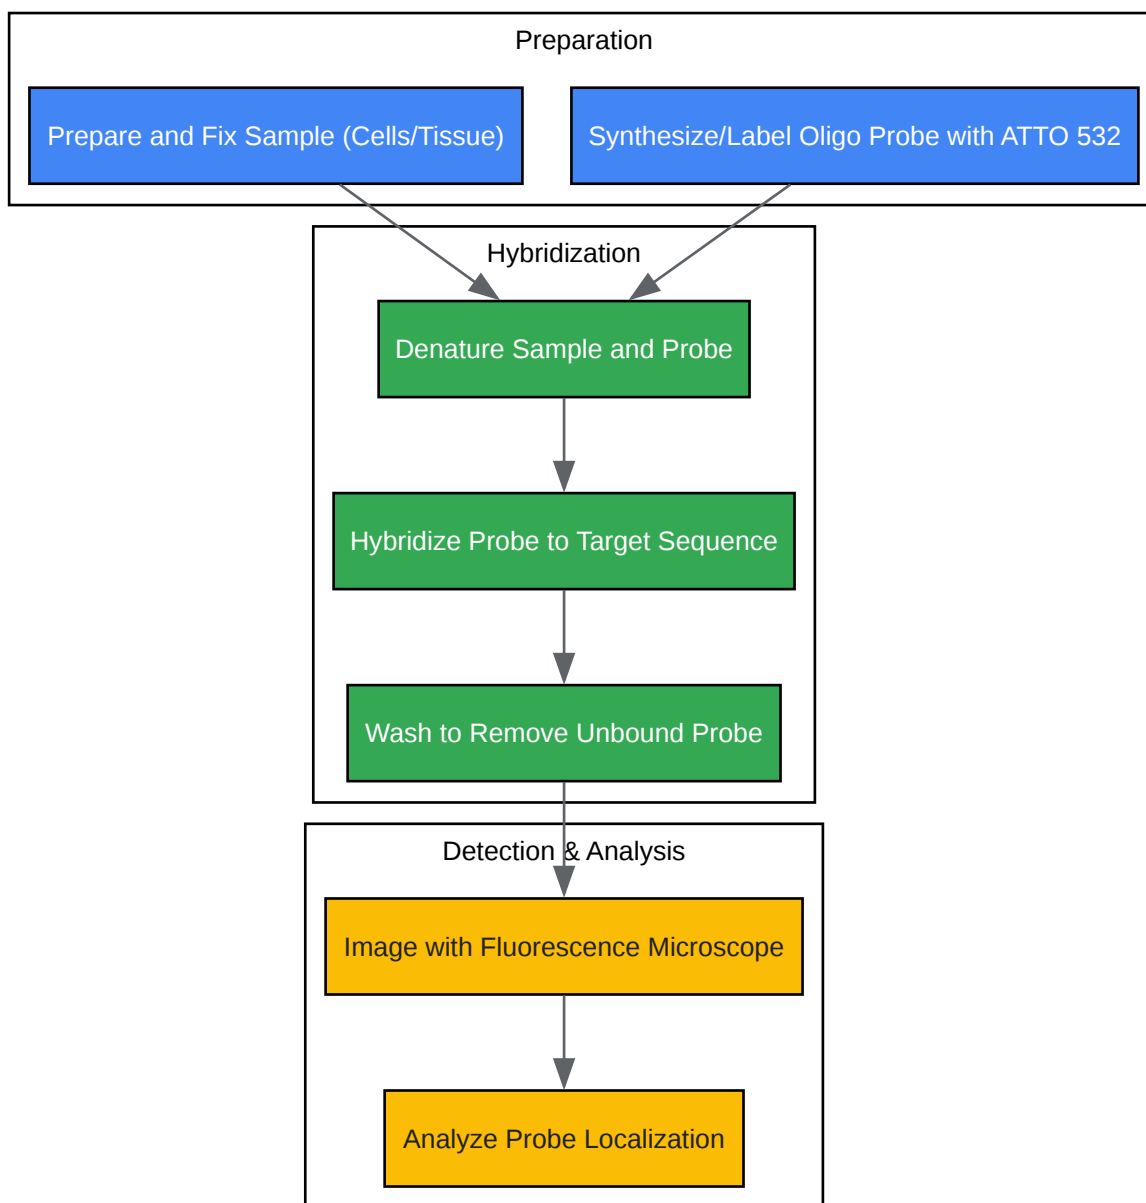 Preparation
Prepare and Fix Sample (Cells/Tissue)
Synthesize/Label Oligo Probe with ATTO 532
Hybridization
Denature Sample and Probe
Hybridize Probe to Target Sequence
Wash to Remove Unbound Probe
Detection & Analysis
Image with Fluorescence Microscope
Analyze Probe Localization